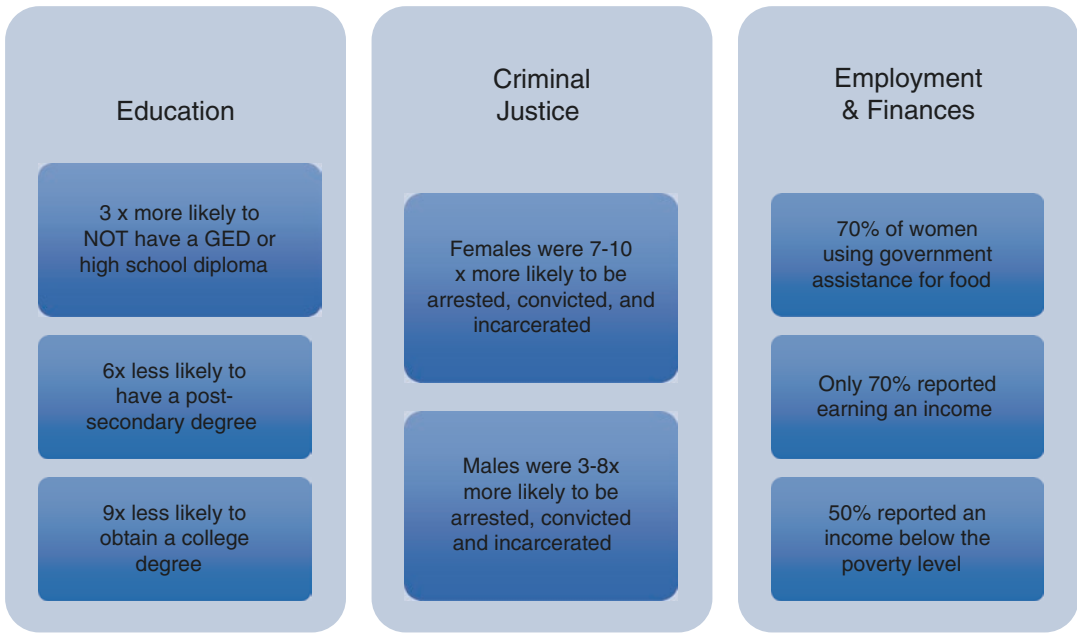 Education
3 x more likely to
NOT have a GED or
high school diploma
6x less likely to
have a post-
secondary degree
9x less likely to
obtain a college
degree
Criminal
Justice
Females were 7-10
x more likely to be
arrested, convicted, and
incarcerated
Males were 3-8x
more likely to be
arrested, convicted
and incarcerated
Employment
& Finances
70% of women
using government
assistance for food
Only 70% reported
earning an income
50% reported an
income below the
poverty level